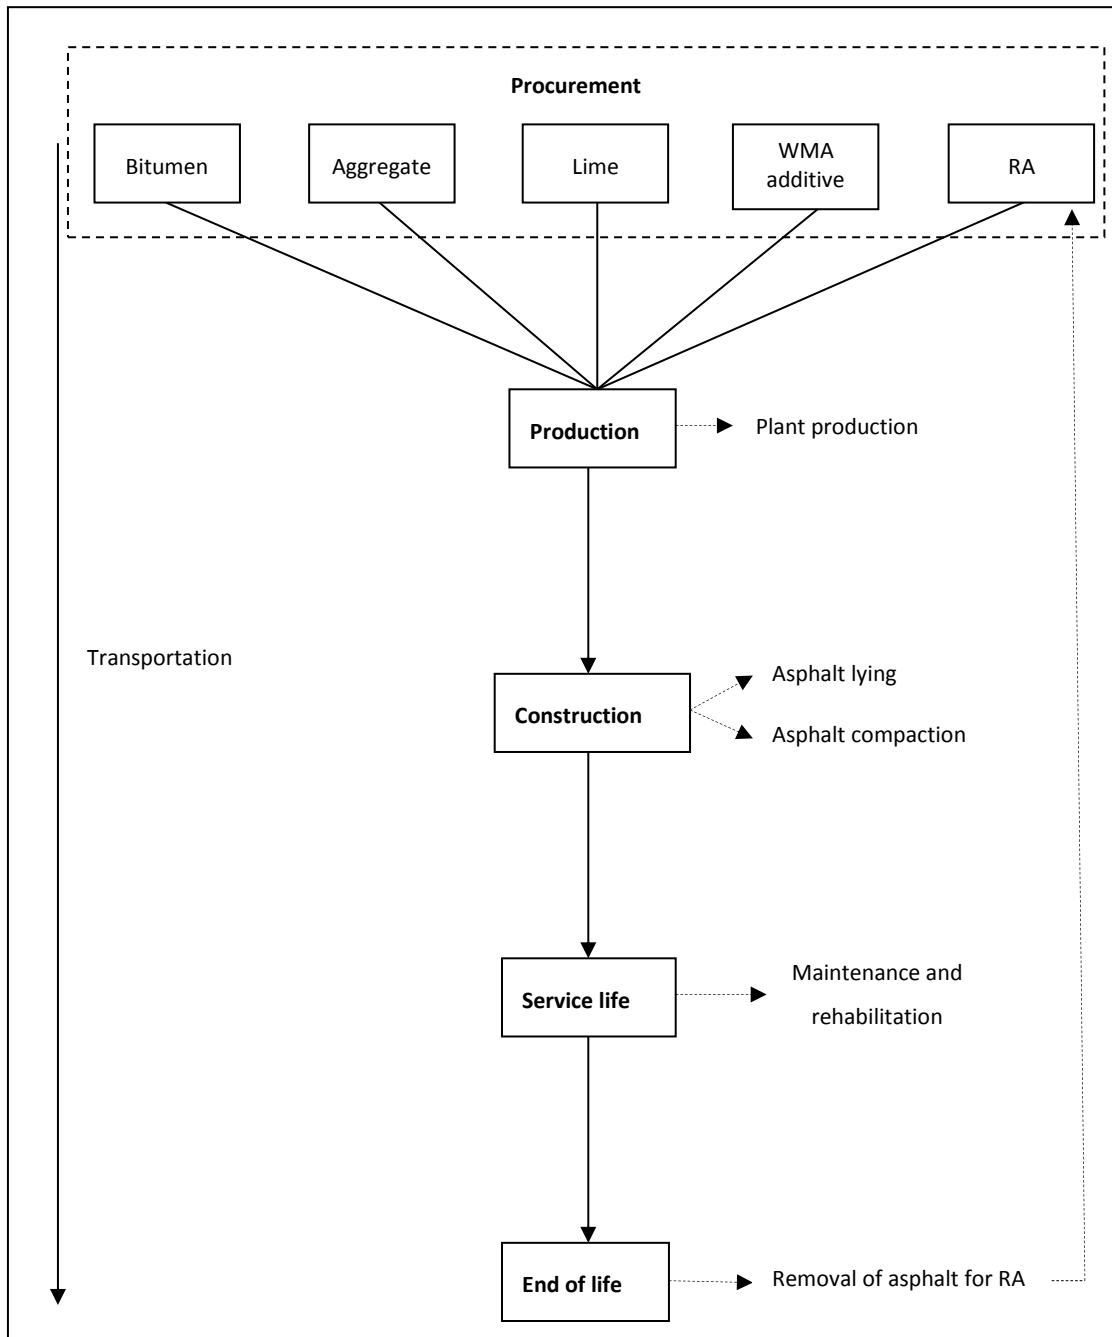 Procurement
Bitumen
Aggregate
Lime
WMA
additive
RA
Production
Plant production
Transportation
Construction
Asphalt lying
Asphalt compaction
Service life
Maintenance and
rehabilitation
End of life
Removal of asphalt for RA